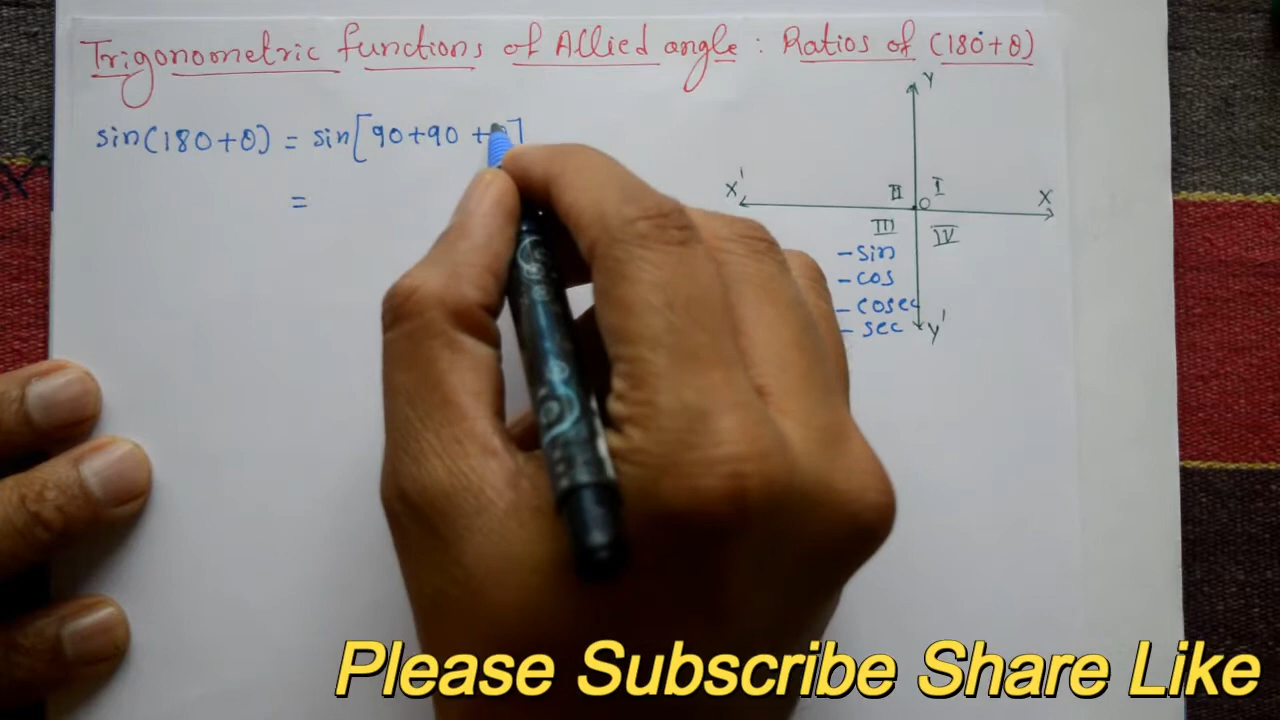 Trigonometric functions of Allied angle : Ratios of (180°+θ)
sin(180+θ) = sin[90+90 + ]
=
Y
X'
X
II
I
O
III
IV
-sin
-cos
-cosec
-sec
Y'
Please Subscribe Share Like